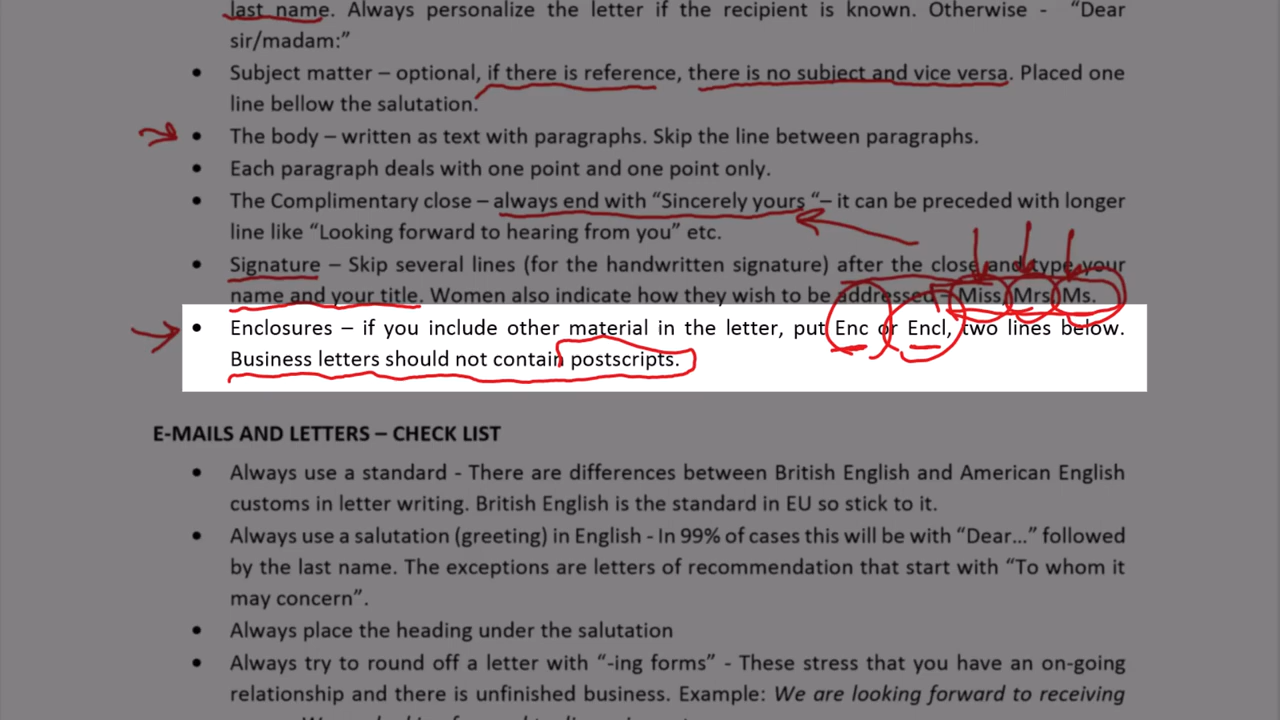 last name. Always personalize the letter if the recipient is known. Otherwise - “Dear
sir/madam:”
• Subject matter – optional, if there is reference, there is no subject and vice versa. Placed one
line bellow the salutation.
• The body – written as text with paragraphs. Skip the line between paragraphs.
• Each paragraph deals with one point and one point only.
• The Complimentary close – always end with “Sincerely yours “– it can be preceded with longer
line like “Looking forward to hearing from you” etc.
• Signature – Skip several lines (for the handwritten signature) after the close and type your
name and your title. Women also indicate how they wish to be addressed – Miss, Mrs, Ms.
• Enclosures – if you include other material in the letter, put Enc or Encl, two lines below.
Business letters should not contain postscripts.
E-MAILS AND LETTERS – CHECK LIST
• Always use a standard - There are differences between British English and American English
customs in letter writing. British English is the standard in EU so stick to it.
• Always use a salutation (greeting) in English - In 99% of cases this will be with “Dear…” followed
by the last name. The exceptions are letters of recommendation that start with “To whom it
may concern”.
• Always place the heading under the salutation
• Always try to round off a letter with “-ing forms” - These stress that you have an on-going
relationship and there is unfinished business. Example: We are looking forward to receiving